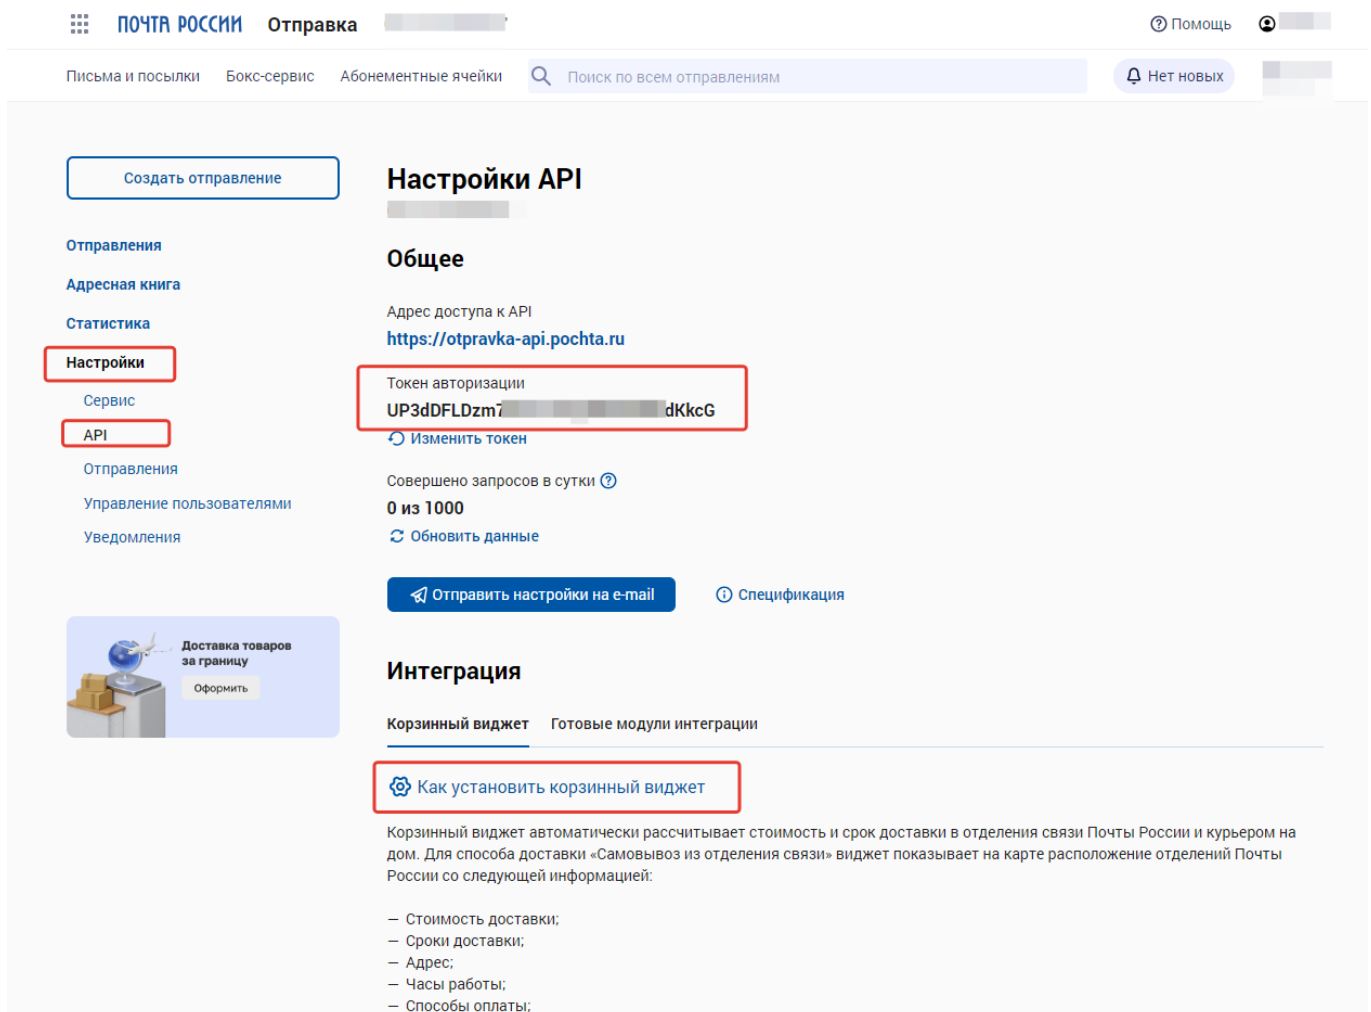 ПОЧТА РОССИИ Отправка
Помощь
Письма и посылки Бокс-сервис Абонементные ячейки Поиск по всем отправлениям Нет новых
Создать отправление
Отправления
Адресная книга
Статистика
Настройки
Сервис
API
Отправления
Управление пользователями
Уведомления
Доставка товаров
за границу
Оформить
Настройки API
Общее
Адрес доступа к API
https://otpravka-api.pochta.ru
Токен авторизации
UP3dDFLDzm7 dKkcG
Изменить токен
Совершено запросов в сутки
0 из 1000
Обновить данные
Отправить настройки на e-mail Спецификация
Интеграция
Корзинный виджет Готовые модули интеграции
Как установить корзинный виджет
Корзинный виджет автоматически рассчитывает стоимость и срок доставки в отделения связи Почты России и курьером на
дом. Для способа доставки «Самовывоз из отделения связи» виджет показывает на карте расположение отделений Почты
России со следующей информацией:
— Стоимость доставки;
— Сроки доставки;
— Адрес;
— Часы работы;
— Способы оплаты;